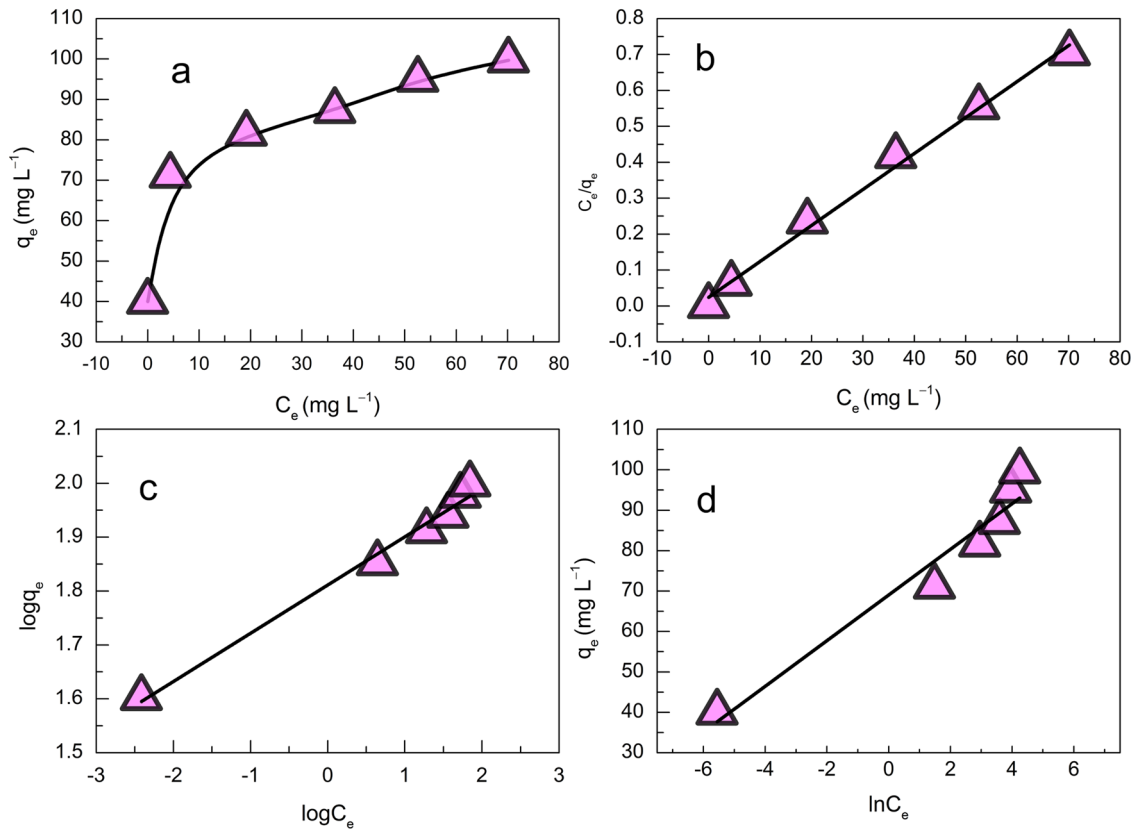 a
110
100
90
80
70
60
50
40
30
qₑ (mg L⁻¹)
-10 0 10 20 30 40 50 60 70 80
Cₑ (mg L⁻¹)
b
0.8
0.7
0.6
0.5
0.4
0.3
0.2
0.1
0.0
-0.1
Cₑ/qₑ
-10 0 10 20 30 40 50 60 70 80
Cₑ (mg L⁻¹)
c
2.1
2.0
1.9
1.8
1.7
1.6
1.5
logqₑ
-3 -2 -1 0 1 2 3
logCₑ
d
110
100
90
80
70
60
50
40
30
qₑ (mg L⁻¹)
-6 -4 -2 0 2 4 6
lnCₑ